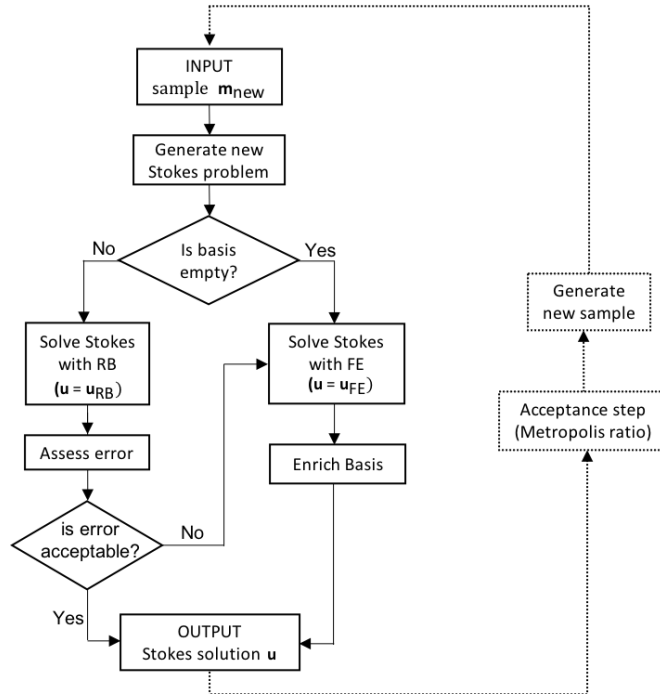 INPUT
sample m_new
Generate new
Stokes problem
No
Yes
Is basis
empty?
Generate
new sample
Solve Stokes
with RB
(u = u_RB)
Solve Stokes
with FE
(u = u_FE)
Acceptance step
(Metropolis ratio)
Assess error
Enrich Basis
is error
acceptable?
No
Yes
OUTPUT
Stokes solution u